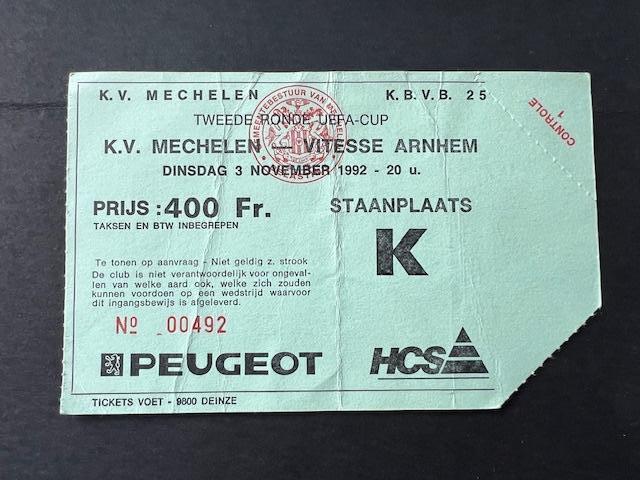 K.V. MECHELEN K.B.V.B. 25
CONTROLE
1
TWEEDE RONDE UEFA-CUP
K.V. MECHELEN — VITESSE ARNHEM
DINSDAG 3 NOVEMBER 1992 - 20 u.
PRIJS : 400 Fr. STAANPLAATS
TAKSEN EN BTW INBEGREPEN
K
Te tonen op aanvraag - Niet geldig z. strook
De club is niet verantwoordelijk voor ongeval-
len van welke aard ook, welke zich zouden
kunnen voordoen op een wedstrijd waarvoor
dit ingangsbewijs is afgeleverd.
Nº 00492
PEUGEOT HCS
TICKETS VOET - 9800 DEINZE